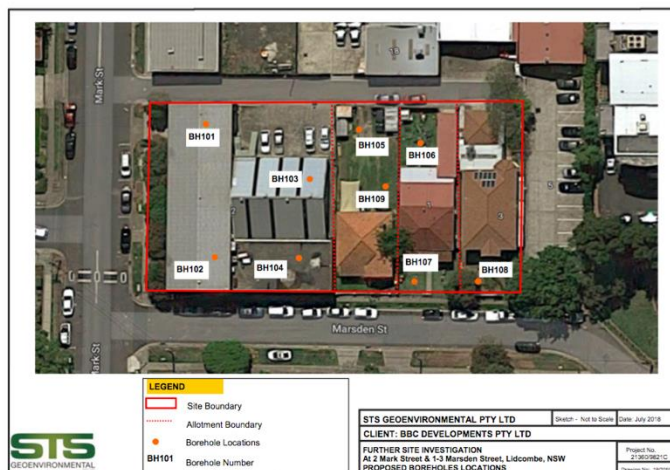 Mark St
BH101
BH105
BH106
BH103
BH109
BH102
BH104
BH107
BH108
Marsden St
Mark St
LEGEND
Site Boundary
Allotment Boundary
Borehole Locations
BH101 Borehole Number
STS
GEOENVIRONMENTAL
STS GEOENVIRONMENTAL PTY LTD
Sketch - Not to Scale
Date: July 2018
CLIENT: BBC DEVELOPMENTS PTY LTD
FURTHER SITE INVESTIGATION
At 2 Mark Street & 1-3 Marsden Street, Lidcombe, NSW
PROPOSED BOREHOLES LOCATIONS
Project No.